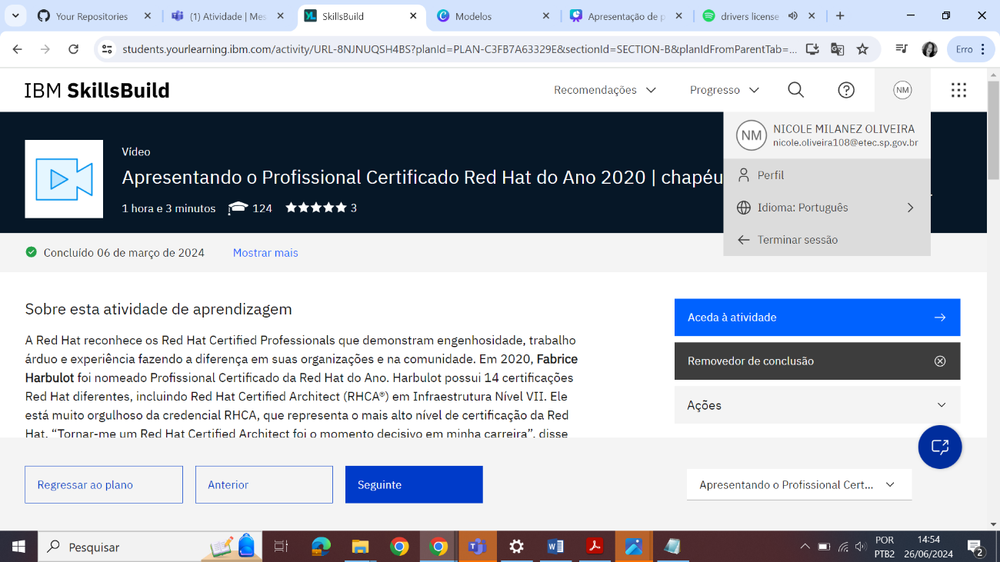 Your Repositories
(1) Atividade | Mes
SkillsBuild
Modelos
Apresentação de p
drivers license
students.yourlearning.ibm.com/activity/URL-8NJNUQSH4BS?planId=PLAN-C3FB7A63329E&sectionId=SECTION-B&planIdFromParentTab=...
Erro
IBM SkillsBuild
Recomendações
Progresso
NM
NM
NICOLE MILANEZ OLIVEIRA
nicole.oliveira108@etec.sp.gov.br
Perfil
Idioma: Português
Terminar sessão
Vídeo
Apresentando o Profissional Certificado Red Hat do Ano 2020 | chapéu
1 hora e 3 minutos
124
3
Concluído 06 de março de 2024
Mostrar mais
Sobre esta atividade de aprendizagem
A Red Hat reconhece os Red Hat Certified Professionals que demonstram engenhosidade, trabalho
árduo e experiência fazendo a diferença em suas organizações e na comunidade. Em 2020, Fabrice
Harbulot foi nomeado Profissional Certificado da Red Hat do Ano. Harbulot possui 14 certificações
Red Hat diferentes, incluindo Red Hat Certified Architect (RHCA®) em Infraestrutura Nível VII. Ele
está muito orgulhoso da credencial RHCA, que representa o mais alto nível de certificação da Red
Hat. “Tornar-me um Red Hat Certified Architect foi o momento decisivo em minha carreira”, disse
Aceda à atividade
Removedor de conclusão
Ações
Regressar ao plano
Anterior
Seguinte
Apresentando o Profissional Cert...
Pesquisar
POR
PTB2
14:54
26/06/2024
2